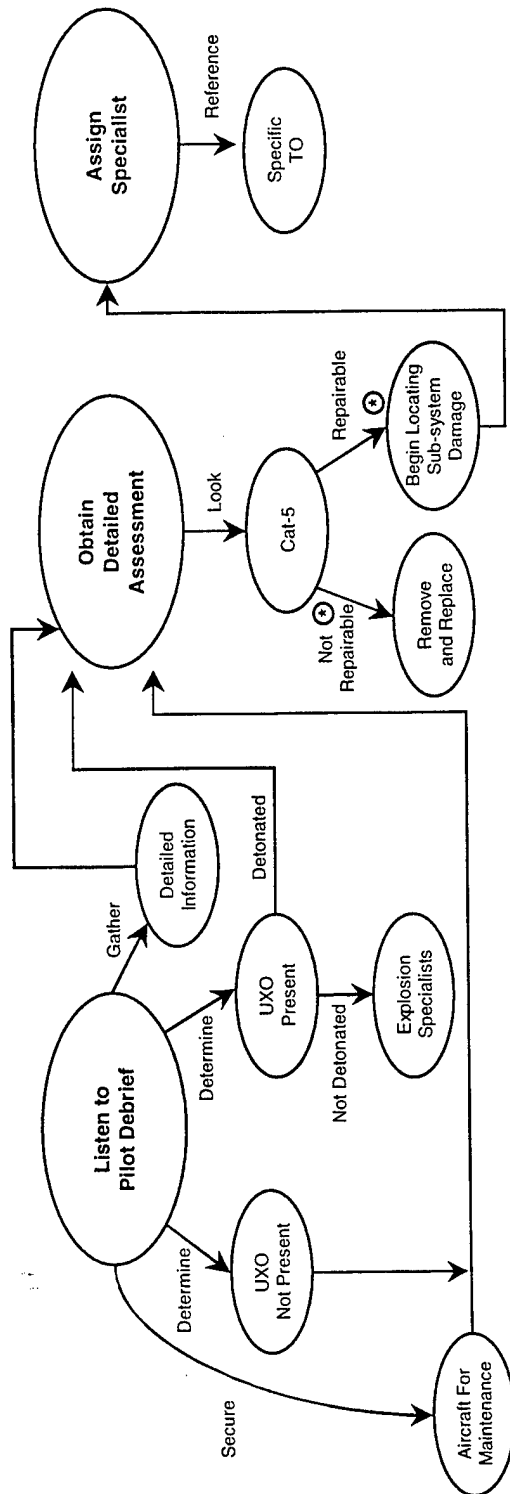 Listen to
Pilot Debrief
Secure
Determine
UXO
Not Present
Aircraft For
Maintenance
Determine
UXO
Present
Not Detonated
Explosion
Specialists
Detonated
Gather
Detailed
Information
Obtain
Detailed
Assessment
Look
Cat-5
Not
Repairable
*
Remove
and Replace
Repairable
*
Begin Locating
Sub-system
Damage
Assign
Specialist
Reference
Specific
TO